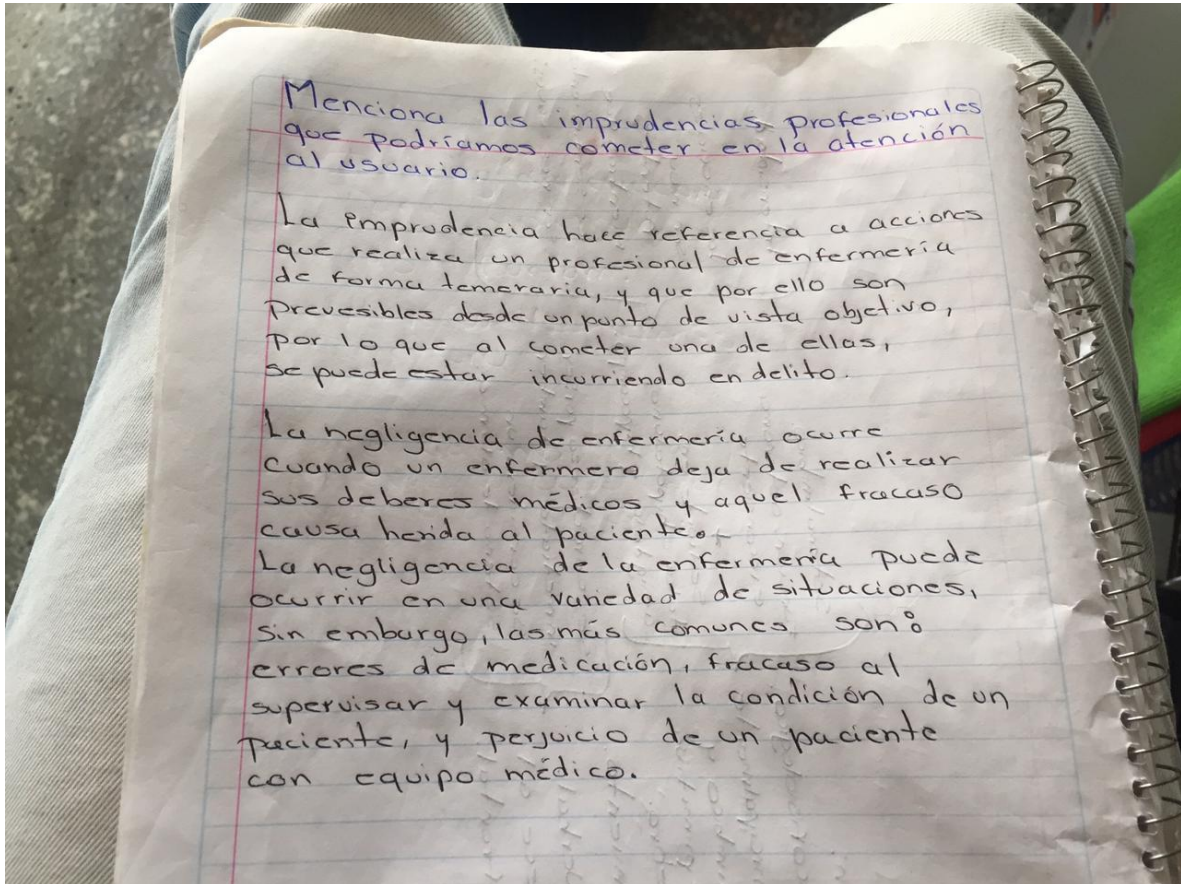 Menciona las imprudencias profesionales
que podríamos cometer en la atención
al usuario.
La imprudencia hace referencia a acciones
que realiza un profesional de enfermería
de forma temeraria, y que por ello son
prevesibles desde un punto de vista objetivo,
por lo que al cometer una de ellas,
se puede estar incurriendo en delito.
La negligencia de enfermería ocurre
cuando un enfermero deja de realizar
sus deberes médicos y aquel fracaso
causa herida al paciente.
La negligencia de la enfermería puede
ocurrir en una variedad de situaciones,
sin embargo, las más comunes son:
errores de medicación, fracaso al
supervisar y examinar la condición de un
paciente, y perjuicio de un paciente
con equipo médico.